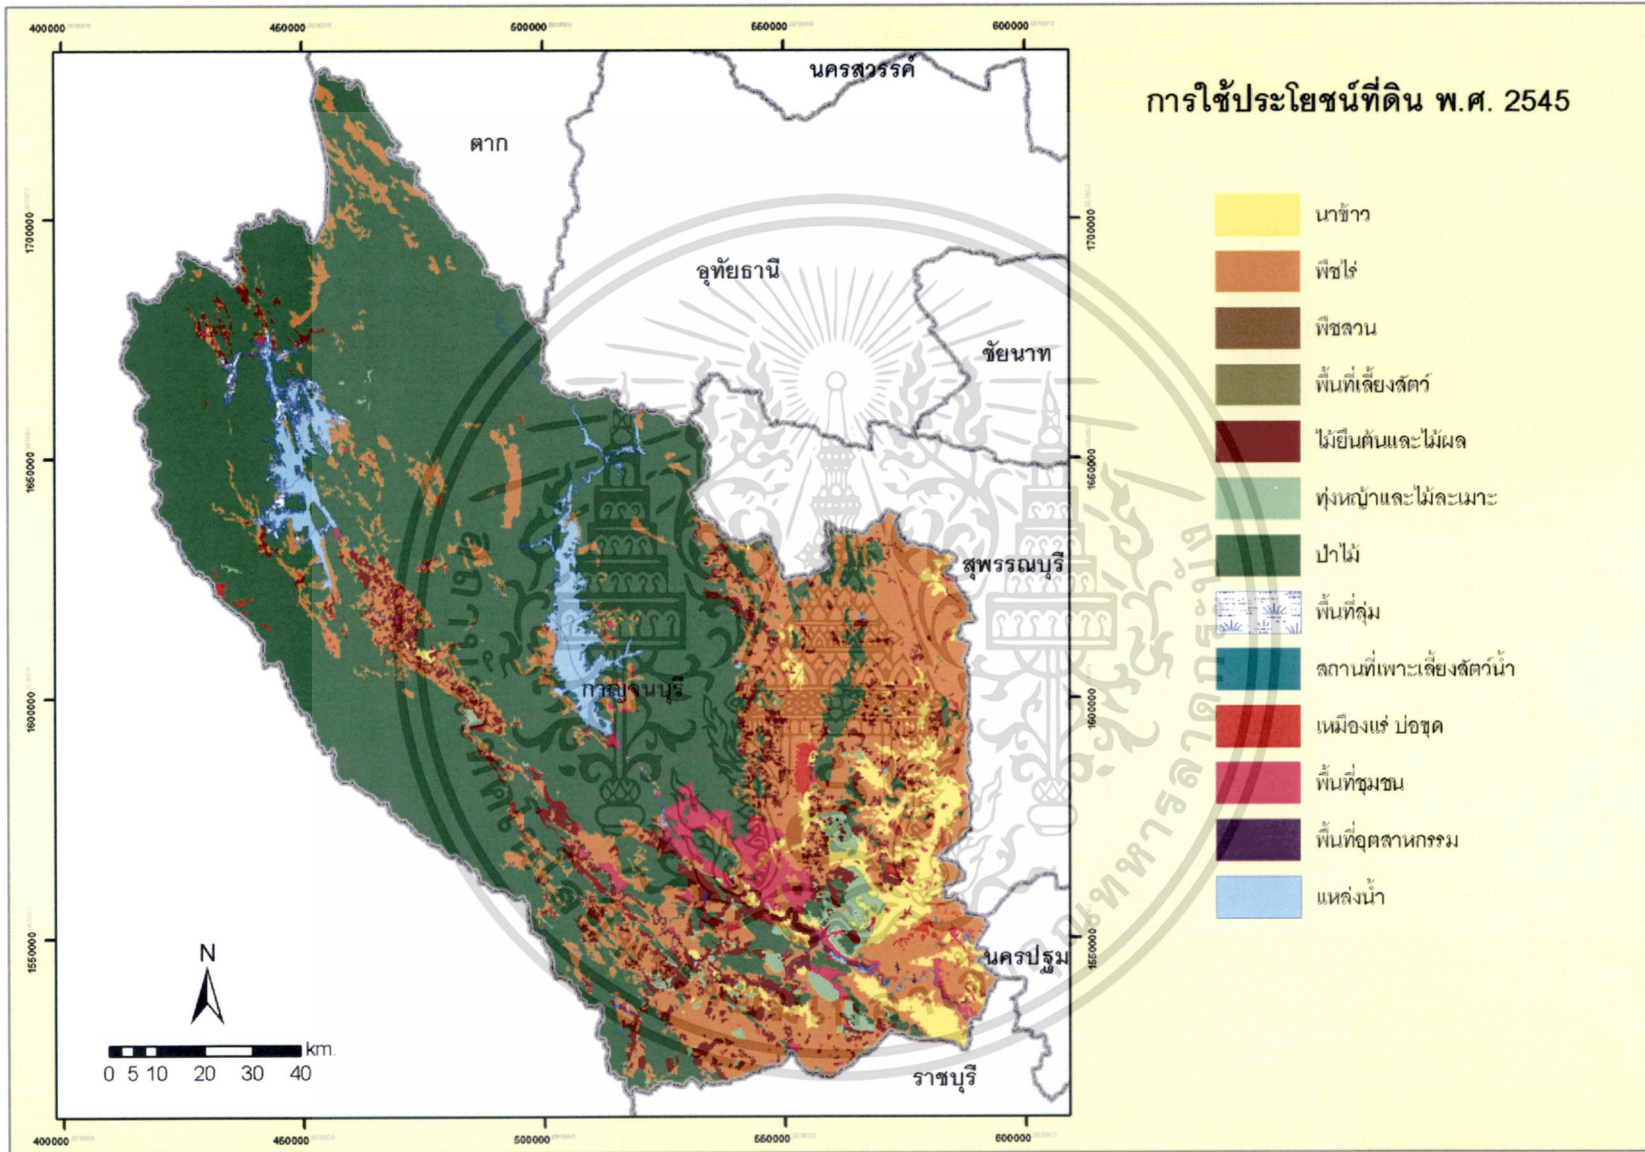 400000 450000 500000 550000 600000
การใช้ประโยชน์ที่ดิน พ.ศ. 2545
นครสวรรค์
ตาก
1700000 1700000
อุทัยธานี
ชัยนาท
1650000 1650000
สุพรรณบุรี
กาญจนบุรี
1600000 1600000
นครปฐม
1550000 1550000
ราชบุรี
N
km.
0 5 10 20 30 40
400000 450000 500000 550000 600000
นาข้าว
พืชไร่
พืชสวน
พื้นที่เลี้ยงสัตว์
ไม้ยืนต้นและไม้ผล
ทุ่งหญ้าและไม้ละเมาะ
ป่าไม้
พื้นที่ลุ่ม
สถานที่เพาะเลี้ยงสัตว์น้ำ
เหมืองแร่ บ่อขุด
พื้นที่ชุมชน
พื้นที่อุตสาหกรรม
แหล่งน้ำ